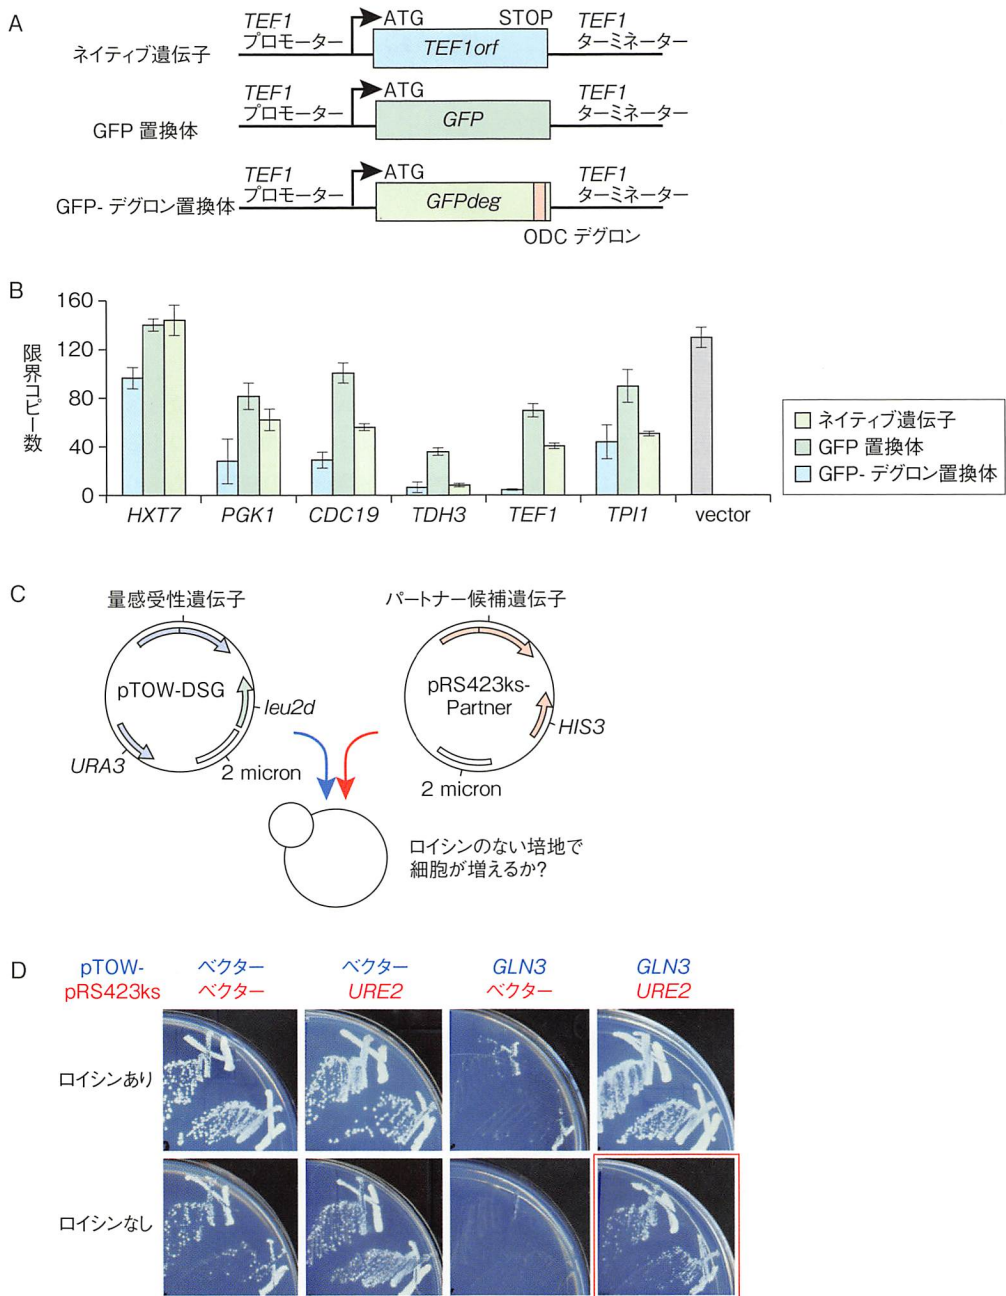 A
ネイティブ遺伝子
TEF1
プロモーター
ATG
STOP
TEF1orf
TEF1
ターミネーター
GFP 置換体
TEF1
プロモーター
ATG
GFP
TEF1
ターミネーター
GFP- デグロン置換体
TEF1
プロモーター
ATG
GFPdeg
TEF1
ターミネーター
ODC デグロン
B
限界コピー数
160
120
80
40
0
HXT7
PGK1
CDC19
TDH3
TEF1
TPI1
vector
ネイティブ遺伝子
GFP 置換体
GFP- デグロン置換体
C
量感受性遺伝子
pTOW-DSG
leu2d
URA3
2 micron
パートナー候補遺伝子
pRS423ks-
Partner
HIS3
2 micron
ロイシンのない培地で
細胞が増えるか?
D
pTOW-
ベクター
ベクター
GLN3
GLN3
pRS423ks
ベクター
URE2
ベクター
URE2
ロイシンあり
ロイシンなし